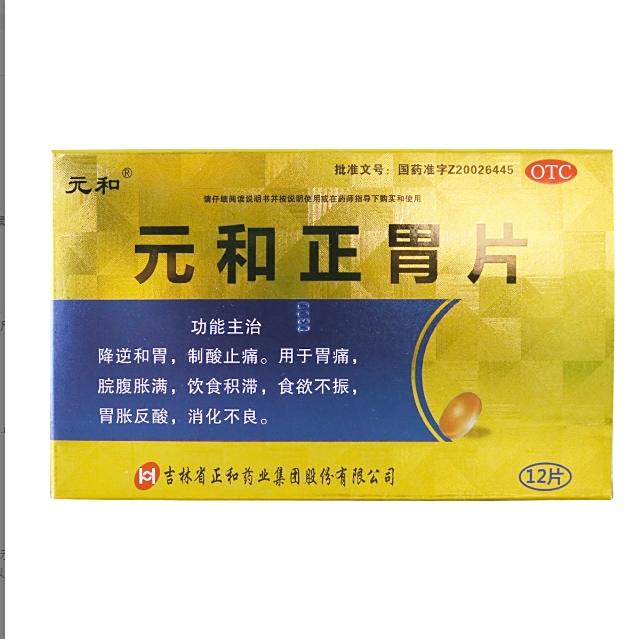 元和®
批准文号：国药准字Z20026445 OTC
请仔细阅读说明书并按说明使用或在药师指导下购买和使用
元和正胃片
功能主治
降逆和胃，制酸止痛。用于胃痛，
脘腹胀满，饮食积滞，食欲不振，
胃胀反酸，消化不良。
吉林省正和药业集团股份有限公司
12片